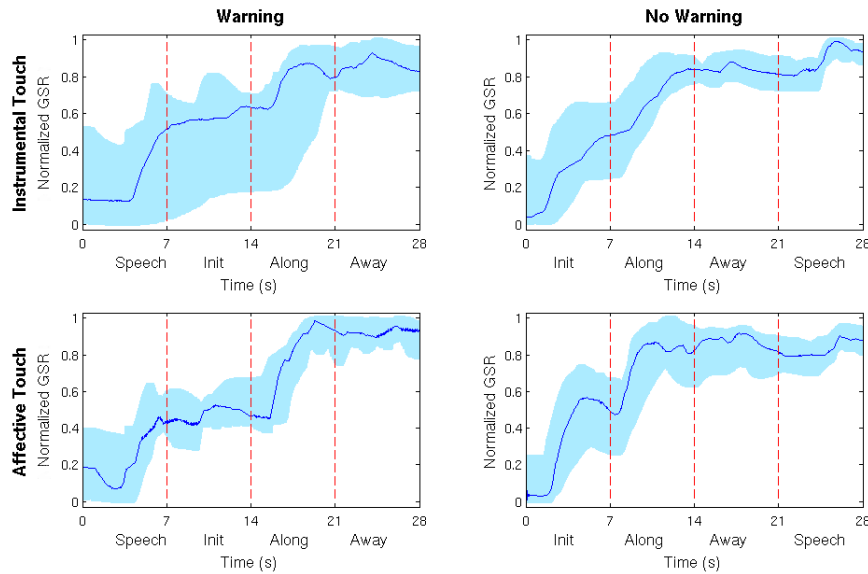 Warning
No Warning
Instrumental Touch
Normalized GSR
1
0.8
0.6
0.4
0.2
0
0 7 14 21 28
Speech Init Along Away
Time (s)
Normalized GSR
1
0.8
0.6
0.4
0.2
0
0 7 14 21 28
Init Along Away Speech
Time (s)
Affective Touch
Normalized GSR
1
0.8
0.6
0.4
0.2
0
0 7 14 21 28
Speech Init Along Away
Time (s)
Normalized GSR
1
0.8
0.6
0.4
0.2
0
0 7 14 21 28
Init Along Away Speech
Time (s)